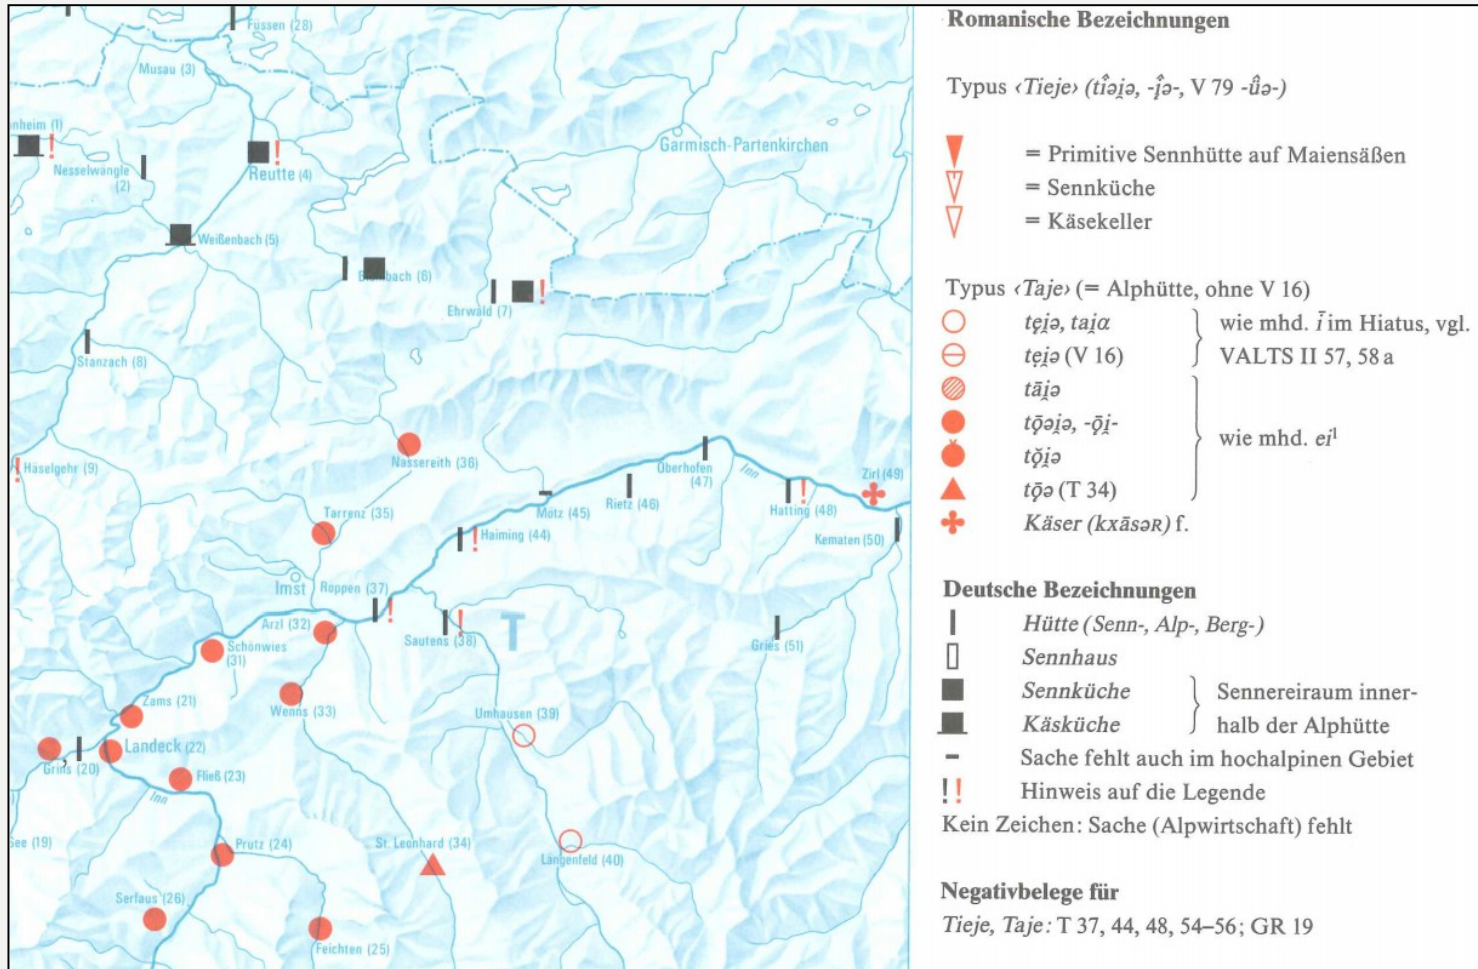 Füssen (28)
Musau (3)
nheim (1)
Nesselwängle
(2)
Reutte (4)
Garmisch-Partenkirchen
Weißenbach (5)
bach (6)
Ehrwald (7)
Stanzach (8)
Häselgehr (9)
Nassereith (36)
Oberhofen
(47)
Inn
Zirl (49)
Rietz (46)
Mötz (45)
Hatting (48)
Tarrenz (35)
Haiming (44)
Kematen (50)
Imst
Roppen (37)
Arzl (32)
Sautens (38)
T
Gries (51)
Schönwies
(31)
Zams (21)
Wenns (33)
Umhausen (39)
Landeck (22)
Grins (20)
Fließ (23)
Inn
See (19)
Prutz (24)
St. Leonhard (34)
Längenfeld (40)
Serfaus (26)
Feichten (25)
Romanische Bezeichnungen
Typus ‹Tieje› (
V 79
= Primitive Sennhütte auf Maiensäßen
= Sennküche
= Käsekeller
Typus ‹Taje› (= Alphütte, ohne V 16)
tę̄i̯ə, tai̯α
wie mhd. ī im Hiatus, vgl.
tęi̯ə (V 16)
VALTS II 57, 58 a
tāi̯ə
tǭəi̯ə, -ǭi̯-
wie mhd. ei¹
tǫ̆i̯ə
tǭə (T 34)
Käser (kxāsəʀ) f.
Deutsche Bezeichnungen
Hütte (Senn-, Alp-, Berg-)
Sennhaus
Sennküche
Sennereiraum inner-
Käsküche
halb der Alphütte
Sache fehlt auch im hochalpinen Gebiet
!! Hinweis auf die Legende
Kein Zeichen: Sache (Alpwirtschaft) fehlt
Negativbelege für
Tieje, Taje: T 37, 44, 48, 54–56; GR 19